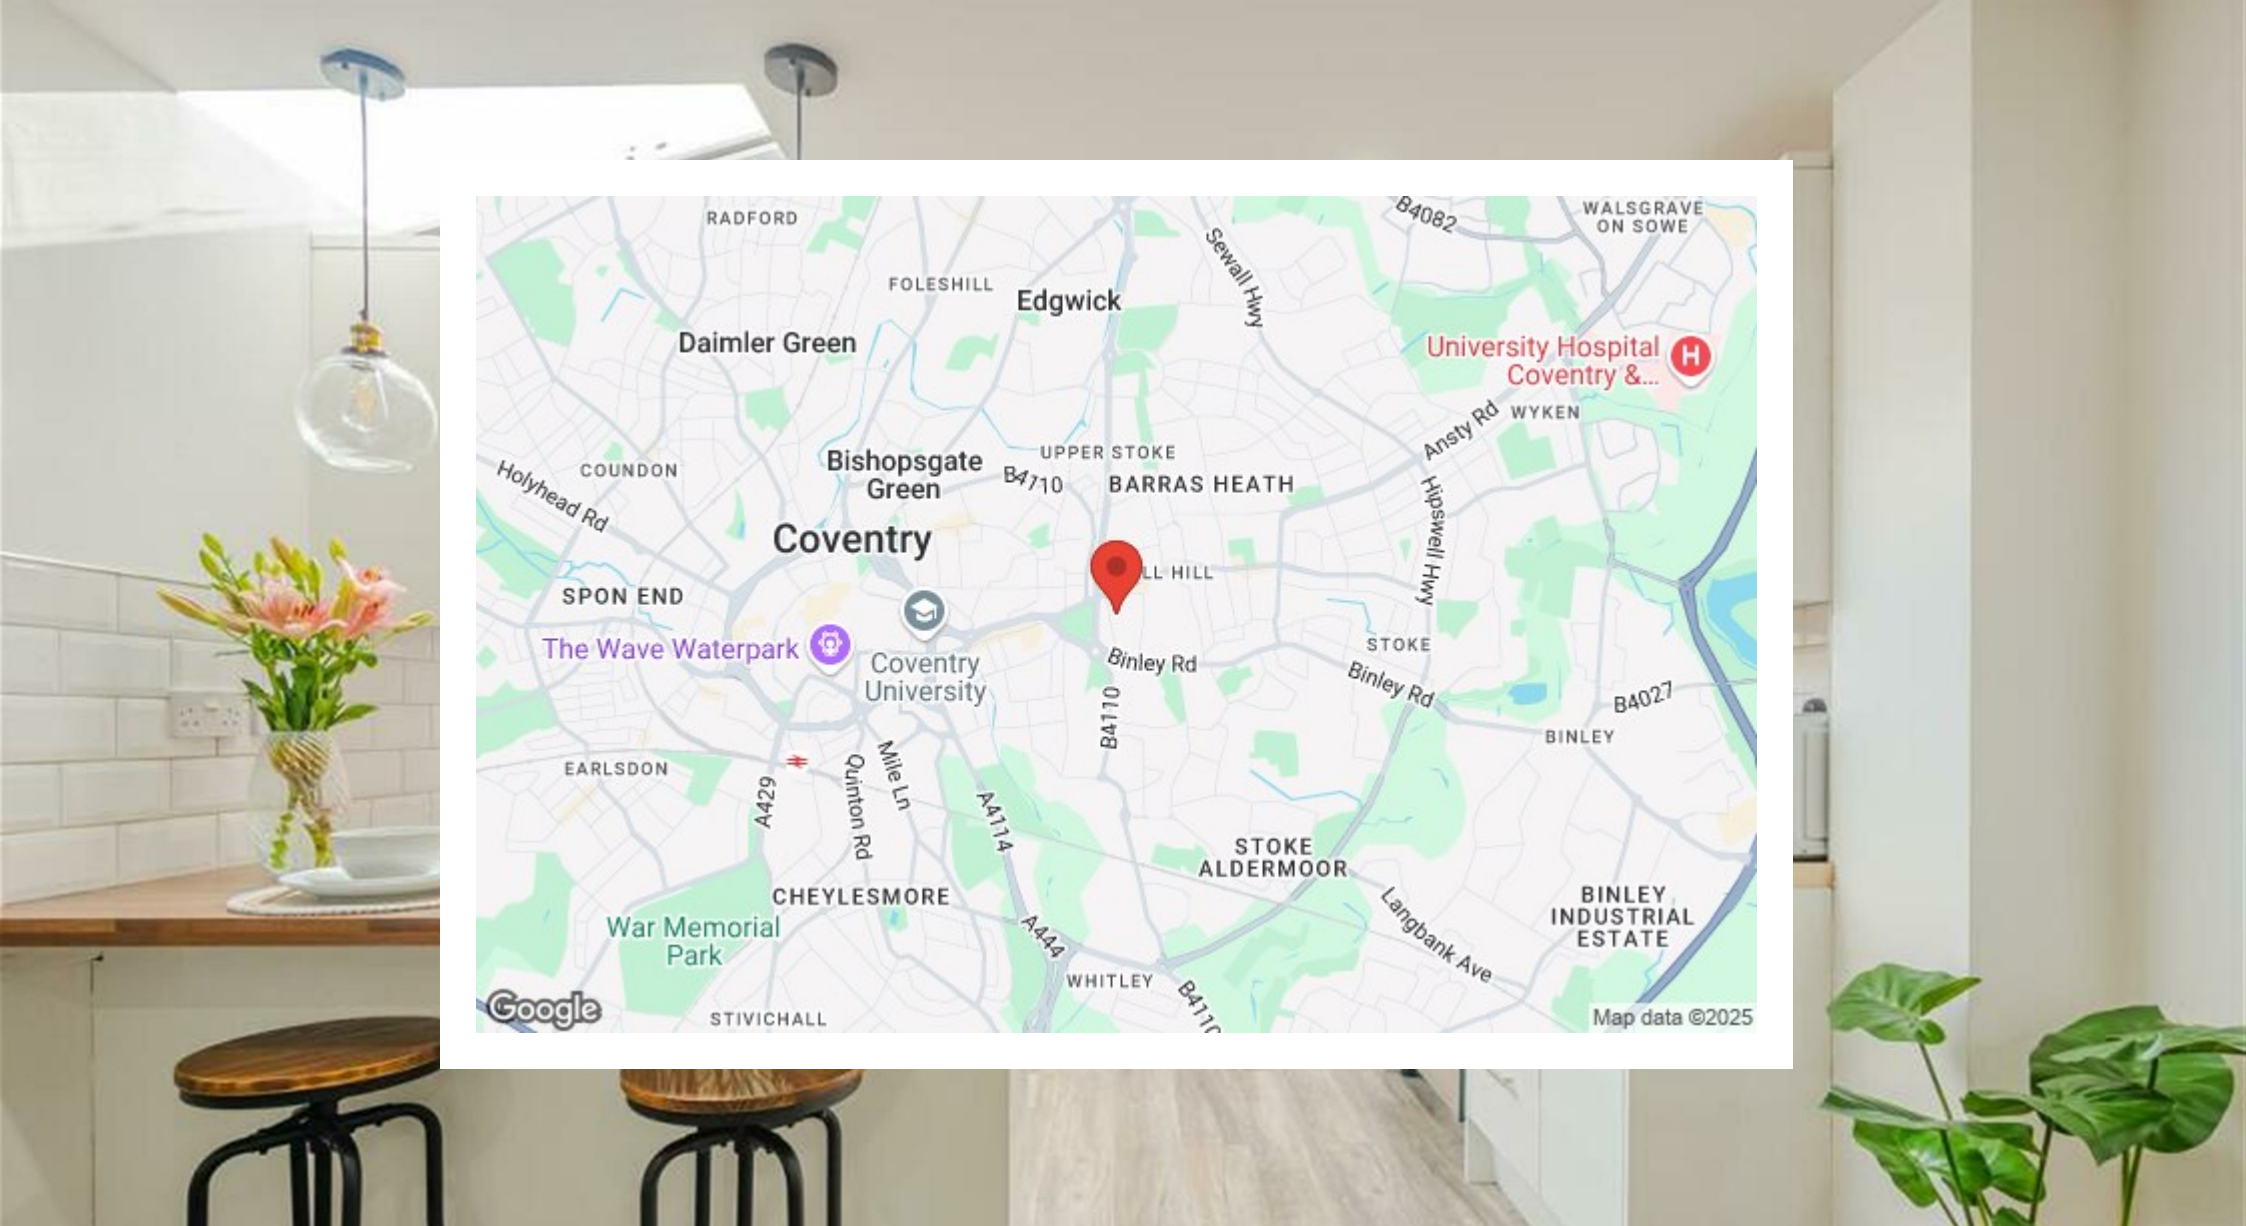 RADFORD
B4082
WALSGRAVE
ON SOWE
Sewall Hwy
FOLESHILL
Edgwick
Daimler Green
University Hospital
Coventry &...
H
Ansty Rd
WYKEN
UPPER STOKE
Bishopsgate
Green
B4110
BARRAS HEATH
COUNDON
Holyhead Rd
Hipswell Hwy
Coventry
LL HILL
SPON END
The Wave Waterpark
Coventry
University
Binley Rd
STOKE
Binley Rd
B4027
B4110
BINLEY
EARLSDON
A429
Quinton Rd
Mile Ln
A4114
STOKE
ALDERMOOR
CHEYLESMORE
Langbank Ave
BINLEY
INDUSTRIAL
ESTATE
War Memorial
Park
A444
WHITLEY
B4110
Google
STIVICHALL
Map data ©2025